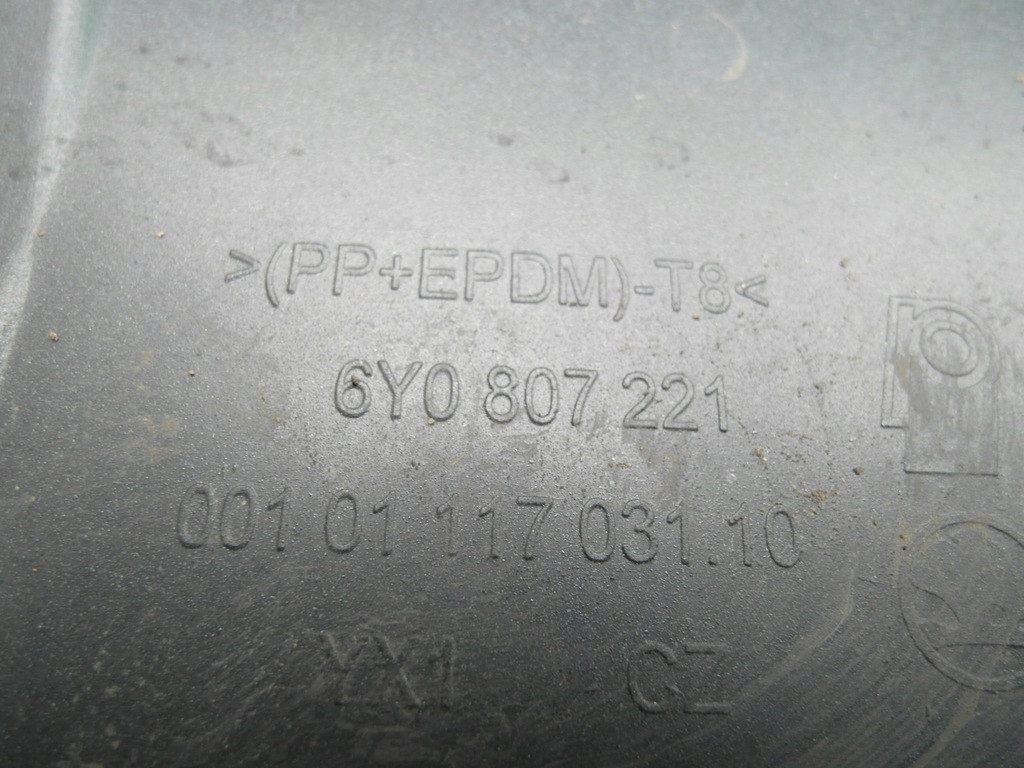 >(PP+EPDM)-T8<
6Y0 807 221
001 01 117 031.10
YX1 CZ